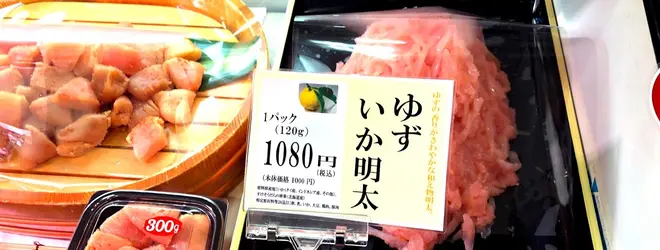 ゆず
いか明太
ゆずの香りがさわやかな和え物明太。
1パック
(120g)
1080円
(税込)
(本体価格 1000円)
300g